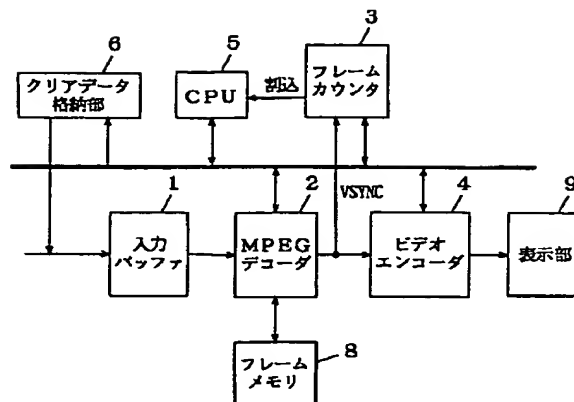 6
クリアデータ
格納部
5
CPU
割込
3
フレーム
カウンタ
VSYNC
1
入力
バッファ
2
MPEG
デコーダ
4
ビデオ
エンコーダ
9
表示部
8
フレーム
メモリ